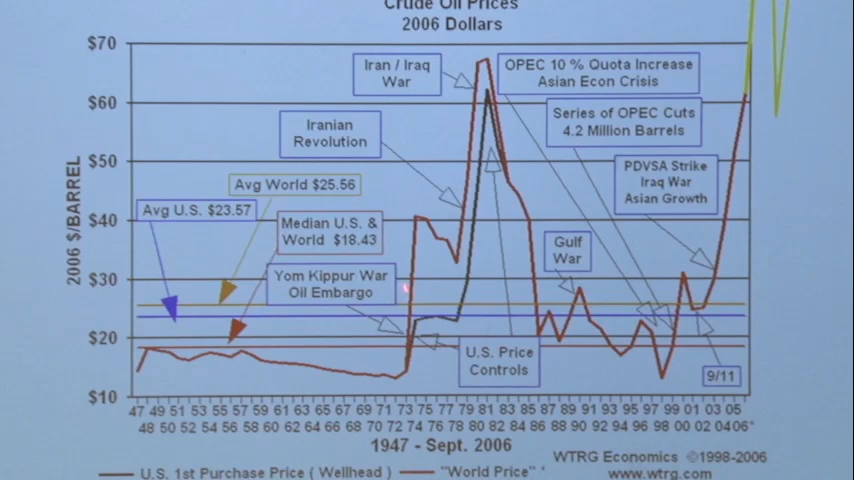 Crude Oil Prices
2006 Dollars
$70
$60
$50
$40
$30
$20
$10
2006 $/BARREL
Iran / Iraq
War
OPEC 10 % Quota Increase
Asian Econ Crisis
Series of OPEC Cuts
4.2 Million Barrels
Iranian
Revolution
PDVSA Strike
Iraq War
Asian Growth
Avg World $25.56
Avg U.S. $23.57
Median U.S. &
World $18.43
Gulf
War
Yom Kippur War
Oil Embargo
U.S. Price
Controls
9/11
47 49 51 53 55 57 59 61 63 65 67 69 71 73 75 77 79 81 83 85 87 89 91 93 95 97 99 01 03 05
48 50 52 54 56 58 60 62 64 66 68 70 72 74 76 78 80 82 84 86 88 90 92 94 96 98 00 02 04 06*
1947 - Sept. 2006
WTRG Economics ©1998-2006
www.wtrg.com
U.S. 1st Purchase Price ( Wellhead )
"World Price" *